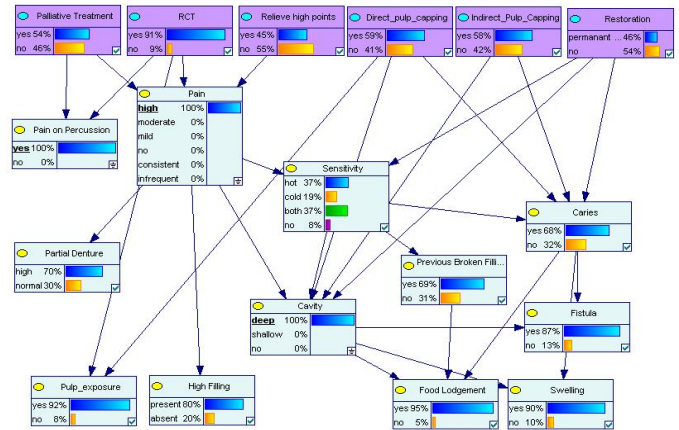 Palliative Treatment
yes 54%
no 46%
RCT
yes 91%
no 9%
Relieve high points
yes 45%
no 55%
Direct_pulp_capping
yes 59%
no 41%
Indirect_Pulp_Capping
yes 58%
no 42%
Restoration
permanant ... 46%
no 54%
Pain
high 100%
moderate 0%
mild 0%
no 0%
consistent 0%
infrequent 0%
Pain on Percussion
yes 100%
no 0%
Sensitivity
hot 37%
cold 19%
both 37%
no 8%
Caries
yes 68%
no 32%
Partial Denture
high 70%
normal 30%
Previous Broken Filli...
yes 69%
no 31%
Cavity
deep 100%
shallow 0%
no 0%
Fistula
yes 87%
no 13%
Pulp_exposure
yes 92%
no 8%
High Filling
present 80%
absent 20%
Food Lodgement
yes 95%
no 5%
Swelling
yes 90%
no 10%